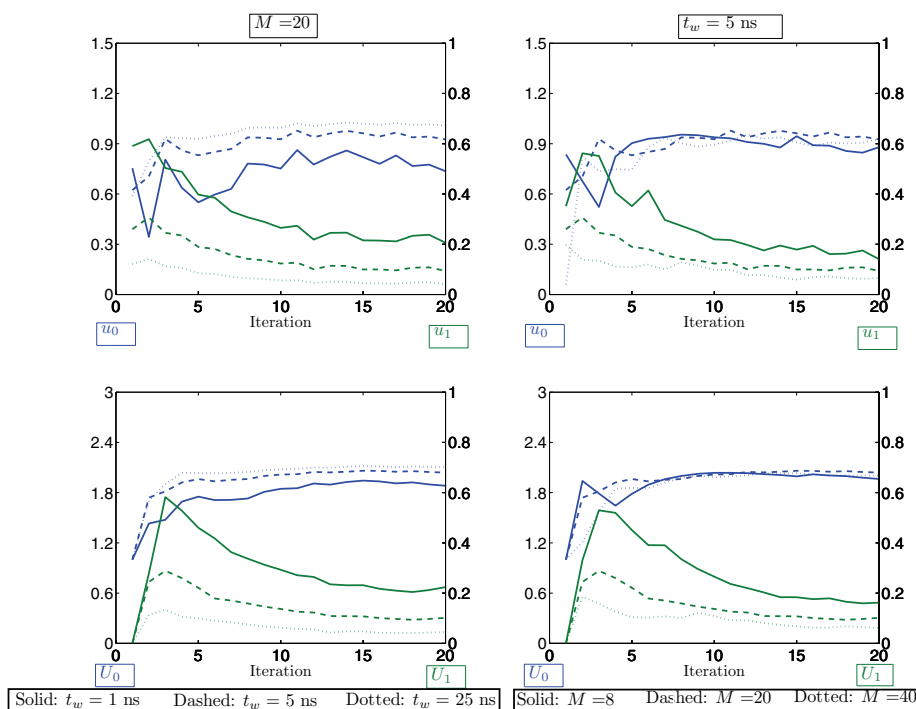 M =20
t_w = 5 ns
1.5 1 1.5 1
1.2 0.8 1.2 0.8
0.9 0.6 0.9 0.6
0.6 0.4 0.6 0.4
0.3 0.2 0.3 0.2
0 0 0 0
0 5 10 15 20 0 5 10 15 20
Iteration Iteration
u_0 u_1 u_0 u_1
3 1 3 1
2.4 0.8 2.4 0.8
1.8 0.6 1.8 0.6
1.2 0.4 1.2 0.4
0.6 0.2 0.6 0.2
0 0 0 0
0 5 10 15 20 0 5 10 15 20
Iteration Iteration
U_0 U_1 U_0 U_1
Solid: t_w = 1 ns Dashed: t_w = 5 ns Dotted: t_w = 25 ns
Solid: M =8 Dashed: M =20 Dotted: M =40